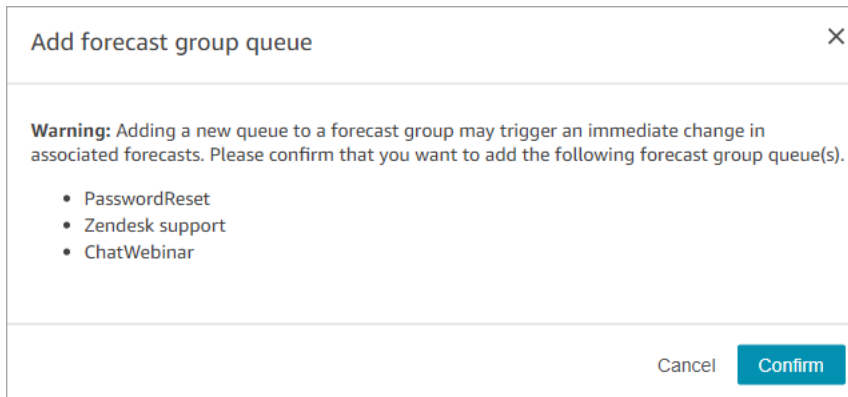 Add forecast group queue
Warning: Adding a new queue to a forecast group may trigger an immediate change in
associated forecasts. Please confirm that you want to add the following forecast group queue(s).
• PasswordReset
• Zendesk support
• ChatWebinar
Cancel Confirm